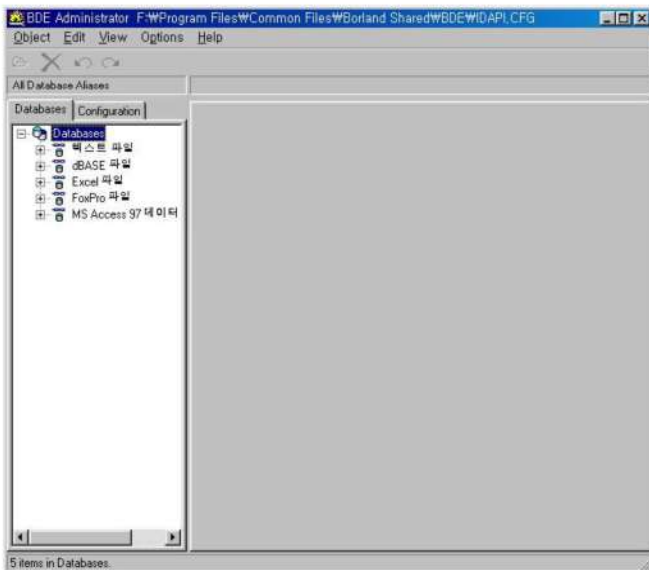 BDE Administrator F:₩Program Files₩Common Files₩Borland Shared₩BDE₩IDAPI.CFG
Object Edit View Options Help
All Database Aliases
Databases Configuration
Databases
텍스트 파일
dBASE 파일
Excel 파일
FoxPro 파일
MS Access 97 데이터
5 items in Databases.